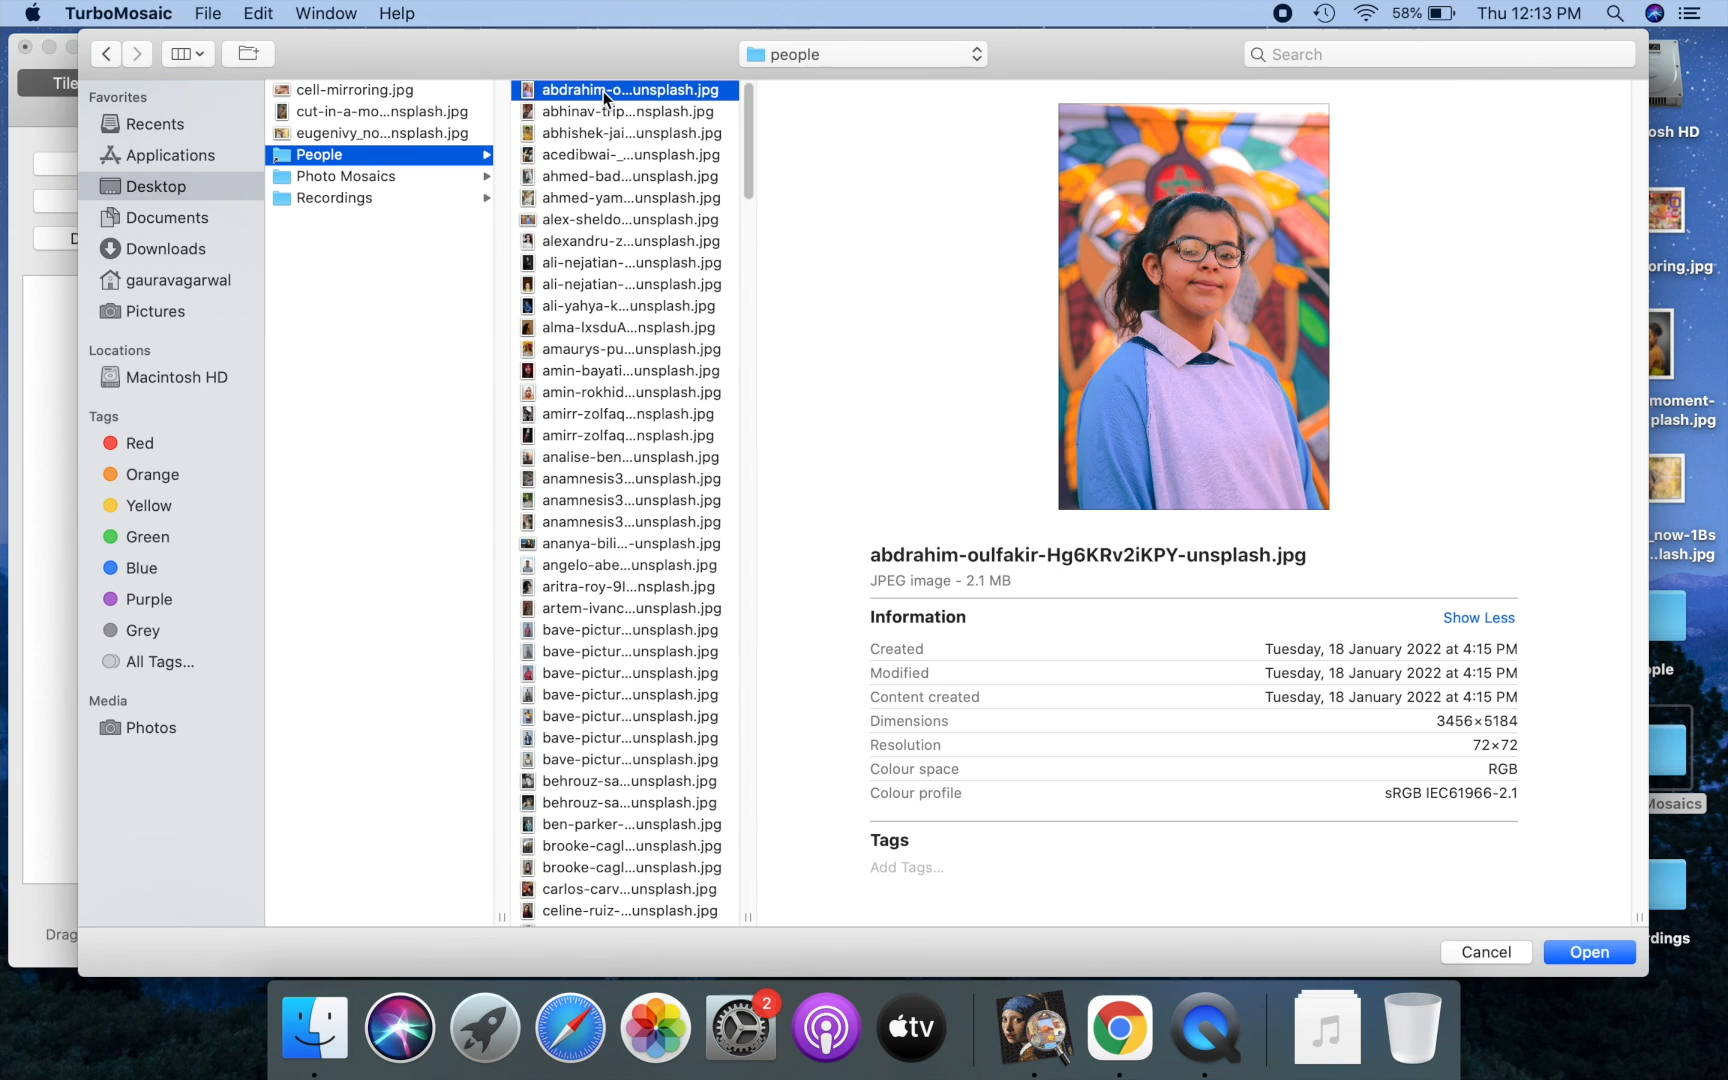 TurboMosaic File Edit Window Help
58% Thu 12:13 PM
people
Search
Tile
D
Drag
Favorites
Recents
Applications
Desktop
Documents
Downloads
gauravagarwal
Pictures
Locations
Macintosh HD
Tags
Red
Orange
Yellow
Green
Blue
Purple
Grey
All Tags...
Media
Photos
cell-mirroring.jpg
cut-in-a-mo...nsplash.jpg
eugenivy_no...nsplash.jpg
People
Photo Mosaics
Recordings
abdrahim-o...unsplash.jpg
abhinav-trip...nsplash.jpg
abhishek-jai...unsplash.jpg
acedibwai-_...unsplash.jpg
ahmed-bad...unsplash.jpg
ahmed-yam...unsplash.jpg
alex-sheldo...unsplash.jpg
alexandru-z...unsplash.jpg
ali-nejatian-...unsplash.jpg
ali-nejatian-...unsplash.jpg
ali-yahya-k...unsplash.jpg
alma-lxsduA...nsplash.jpg
amaurys-pu...unsplash.jpg
amin-bayati...unsplash.jpg
amin-rokhid...unsplash.jpg
amirr-zolfaq...nsplash.jpg
amirr-zolfaq...nsplash.jpg
analise-ben...unsplash.jpg
anamnesis3...unsplash.jpg
anamnesis3...unsplash.jpg
anamnesis3...unsplash.jpg
ananya-bili...-unsplash.jpg
angelo-abe...unsplash.jpg
aritra-roy-9l...nsplash.jpg
artem-ivanc...unsplash.jpg
bave-pictur...unsplash.jpg
bave-pictur...unsplash.jpg
bave-pictur...unsplash.jpg
bave-pictur...unsplash.jpg
bave-pictur...unsplash.jpg
bave-pictur...unsplash.jpg
bave-pictur...unsplash.jpg
behrouz-sa...unsplash.jpg
behrouz-sa...unsplash.jpg
ben-parker-...unsplash.jpg
brooke-cagl...unsplash.jpg
brooke-cagl...unsplash.jpg
carlos-carv...unsplash.jpg
celine-ruiz-...unsplash.jpg
abdrahim-oulfakir-Hg6KRv2iKPY-unsplash.jpg
JPEG image - 2.1 MB
Information Show Less
Created Tuesday, 18 January 2022 at 4:15 PM
Modified Tuesday, 18 January 2022 at 4:15 PM
Content created Tuesday, 18 January 2022 at 4:15 PM
Dimensions 3456×5184
Resolution 72×72
Colour space RGB
Colour profile sRGB IEC61966-2.1
Tags
Add Tags...
Cancel Open
osh HD
oring.jpg
moment-
plash.jpg
_now-1Bs
...lash.jpg
ple
Mosaics
dings
2
tv